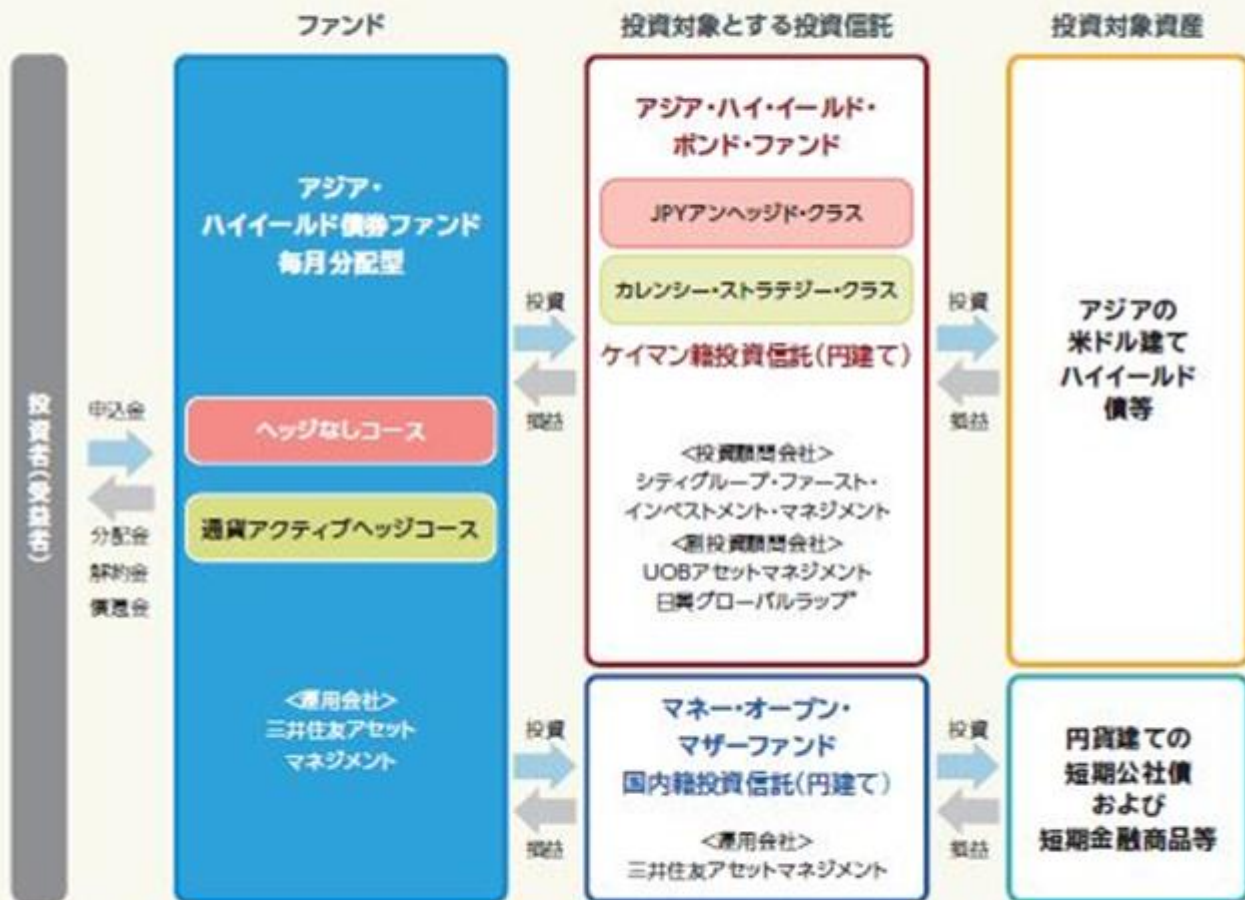 ファンド
投資対象とする投資信託
投資対象資産
投資者(受益者)
申込金
分配金
解約金
償還金
アジア・
ハイイールド債券ファンド
毎月分配型
ヘッジなしコース
通貨アクティブヘッジコース
<運用会社>
三井住友アセット
マネジメント
投資
損益
投資
損益
アジア・ハイ・イールド・
ボンド・ファンド
JPYアンヘッジド・クラス
カレンシー・ストラテジー・クラス
ケイマン籍投資信託(円建て)
<投資顧問会社>
シティグループ・ファースト・
インベストメント・マネジメント
<副投資顧問会社>
UOBアセットマネジメント
日興グローバルラップ*
マネー・オープン・
マザーファンド
国内籍投資信託(円建て)
<運用会社>
三井住友アセットマネジメント
投資
損益
投資
損益
アジアの
米ドル建て
ハイイールド
債等
円貨建ての
短期公社債
および
短期金融商品等